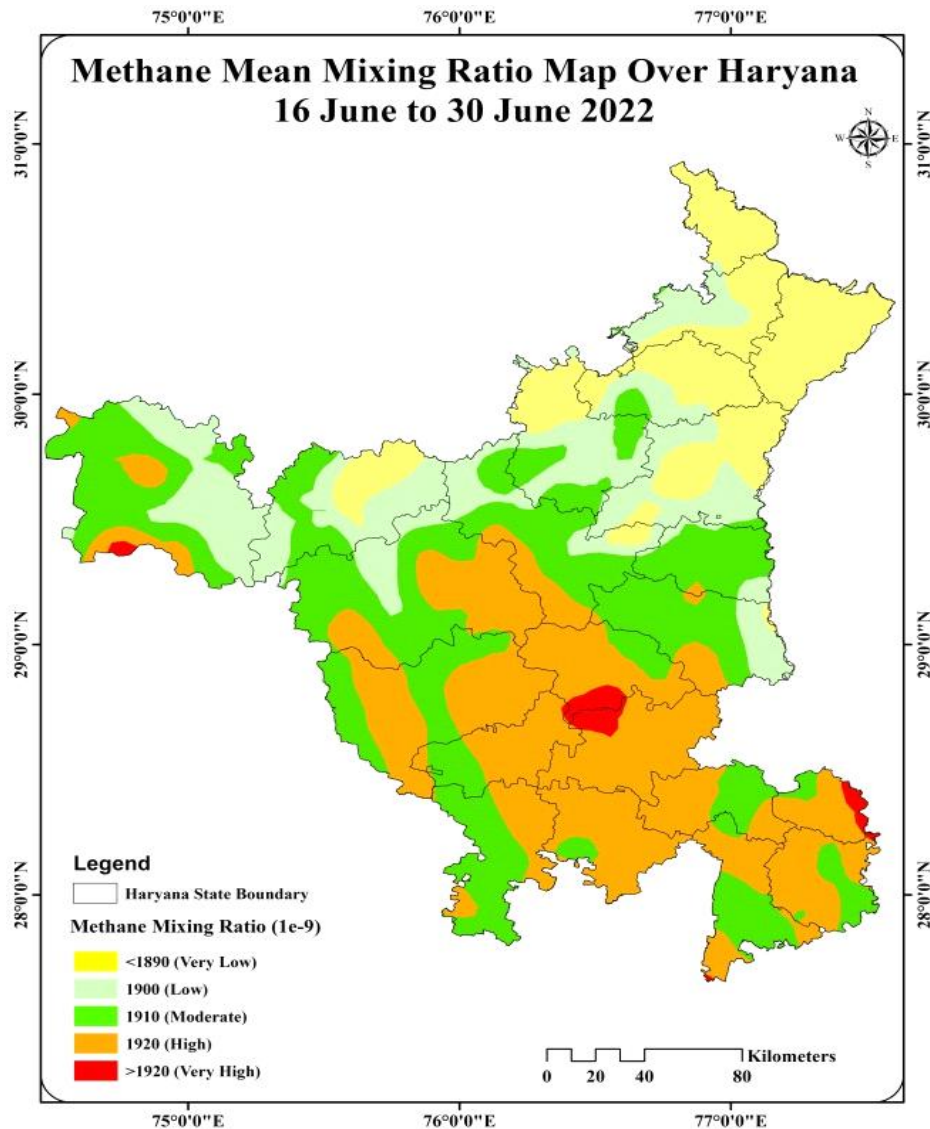 75°0'0"E 76°0'0"E 77°0'0"E
Methane Mean Mixing Ratio Map Over Haryana
16 June to 30 June 2022
N
W E
S
31°0'0"N 31°0'0"N
30°0'0"N 30°0'0"N
29°0'0"N 29°0'0"N
28°0'0"N 28°0'0"N
Legend
Haryana State Boundary
Methane Mixing Ratio (1e-9)
<1890 (Very Low)
1900 (Low)
1910 (Moderate)
1920 (High)
>1920 (Very High)
Kilometers
0 20 40 80
75°0'0"E 76°0'0"E 77°0'0"E